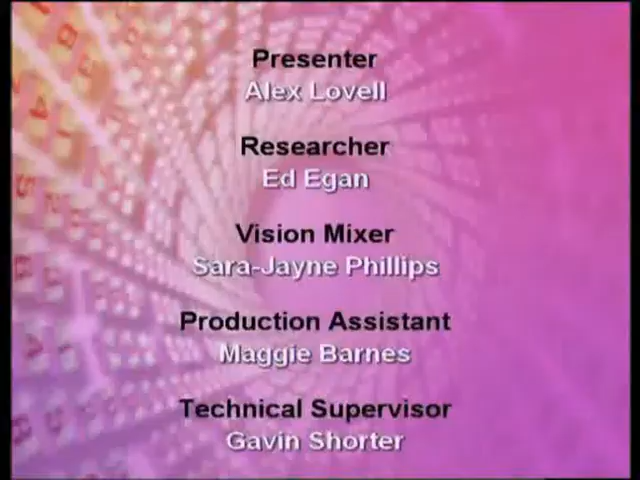 Presenter
Alex Lovell
Researcher
Ed Egan
Vision Mixer
Sara-Jayne Phillips
Production Assistant
Maggie Barnes
Technical Supervisor
Gavin Shorter